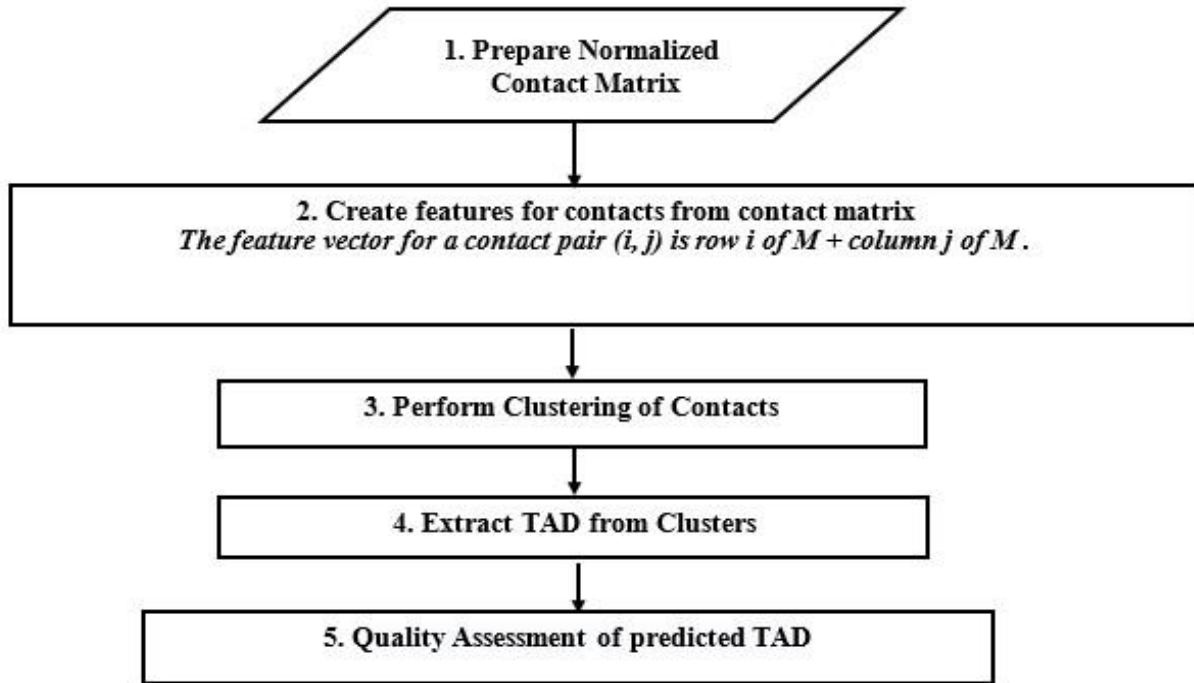 1. Prepare Normalized
Contact Matrix
2. Create features for contacts from contact matrix
The feature vector for a contact pair (i, j) is row i of M + column j of M .
3. Perform Clustering of Contacts
4. Extract TAD from Clusters
5. Quality Assessment of predicted TAD